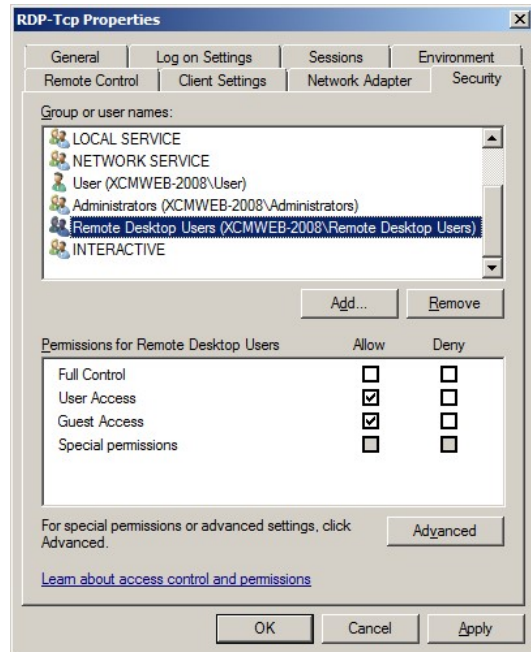 RDP-Tcp Properties
General Log on Settings Sessions Environment
Remote Control Client Settings Network Adapter Security
Group or user names:
LOCAL SERVICE
NETWORK SERVICE
User (XCMWEB-2008\User)
Administrators (XCMWEB-2008\Administrators)
Remote Desktop Users (XCMWEB-2008\Remote Desktop Users)
INTERACTIVE
Add... Remove
Permissions for Remote Desktop Users Allow Deny
Full Control
User Access
Guest Access
Special permissions
For special permissions or advanced settings, click
Advanced. Advanced
Learn about access control and permissions
OK Cancel Apply